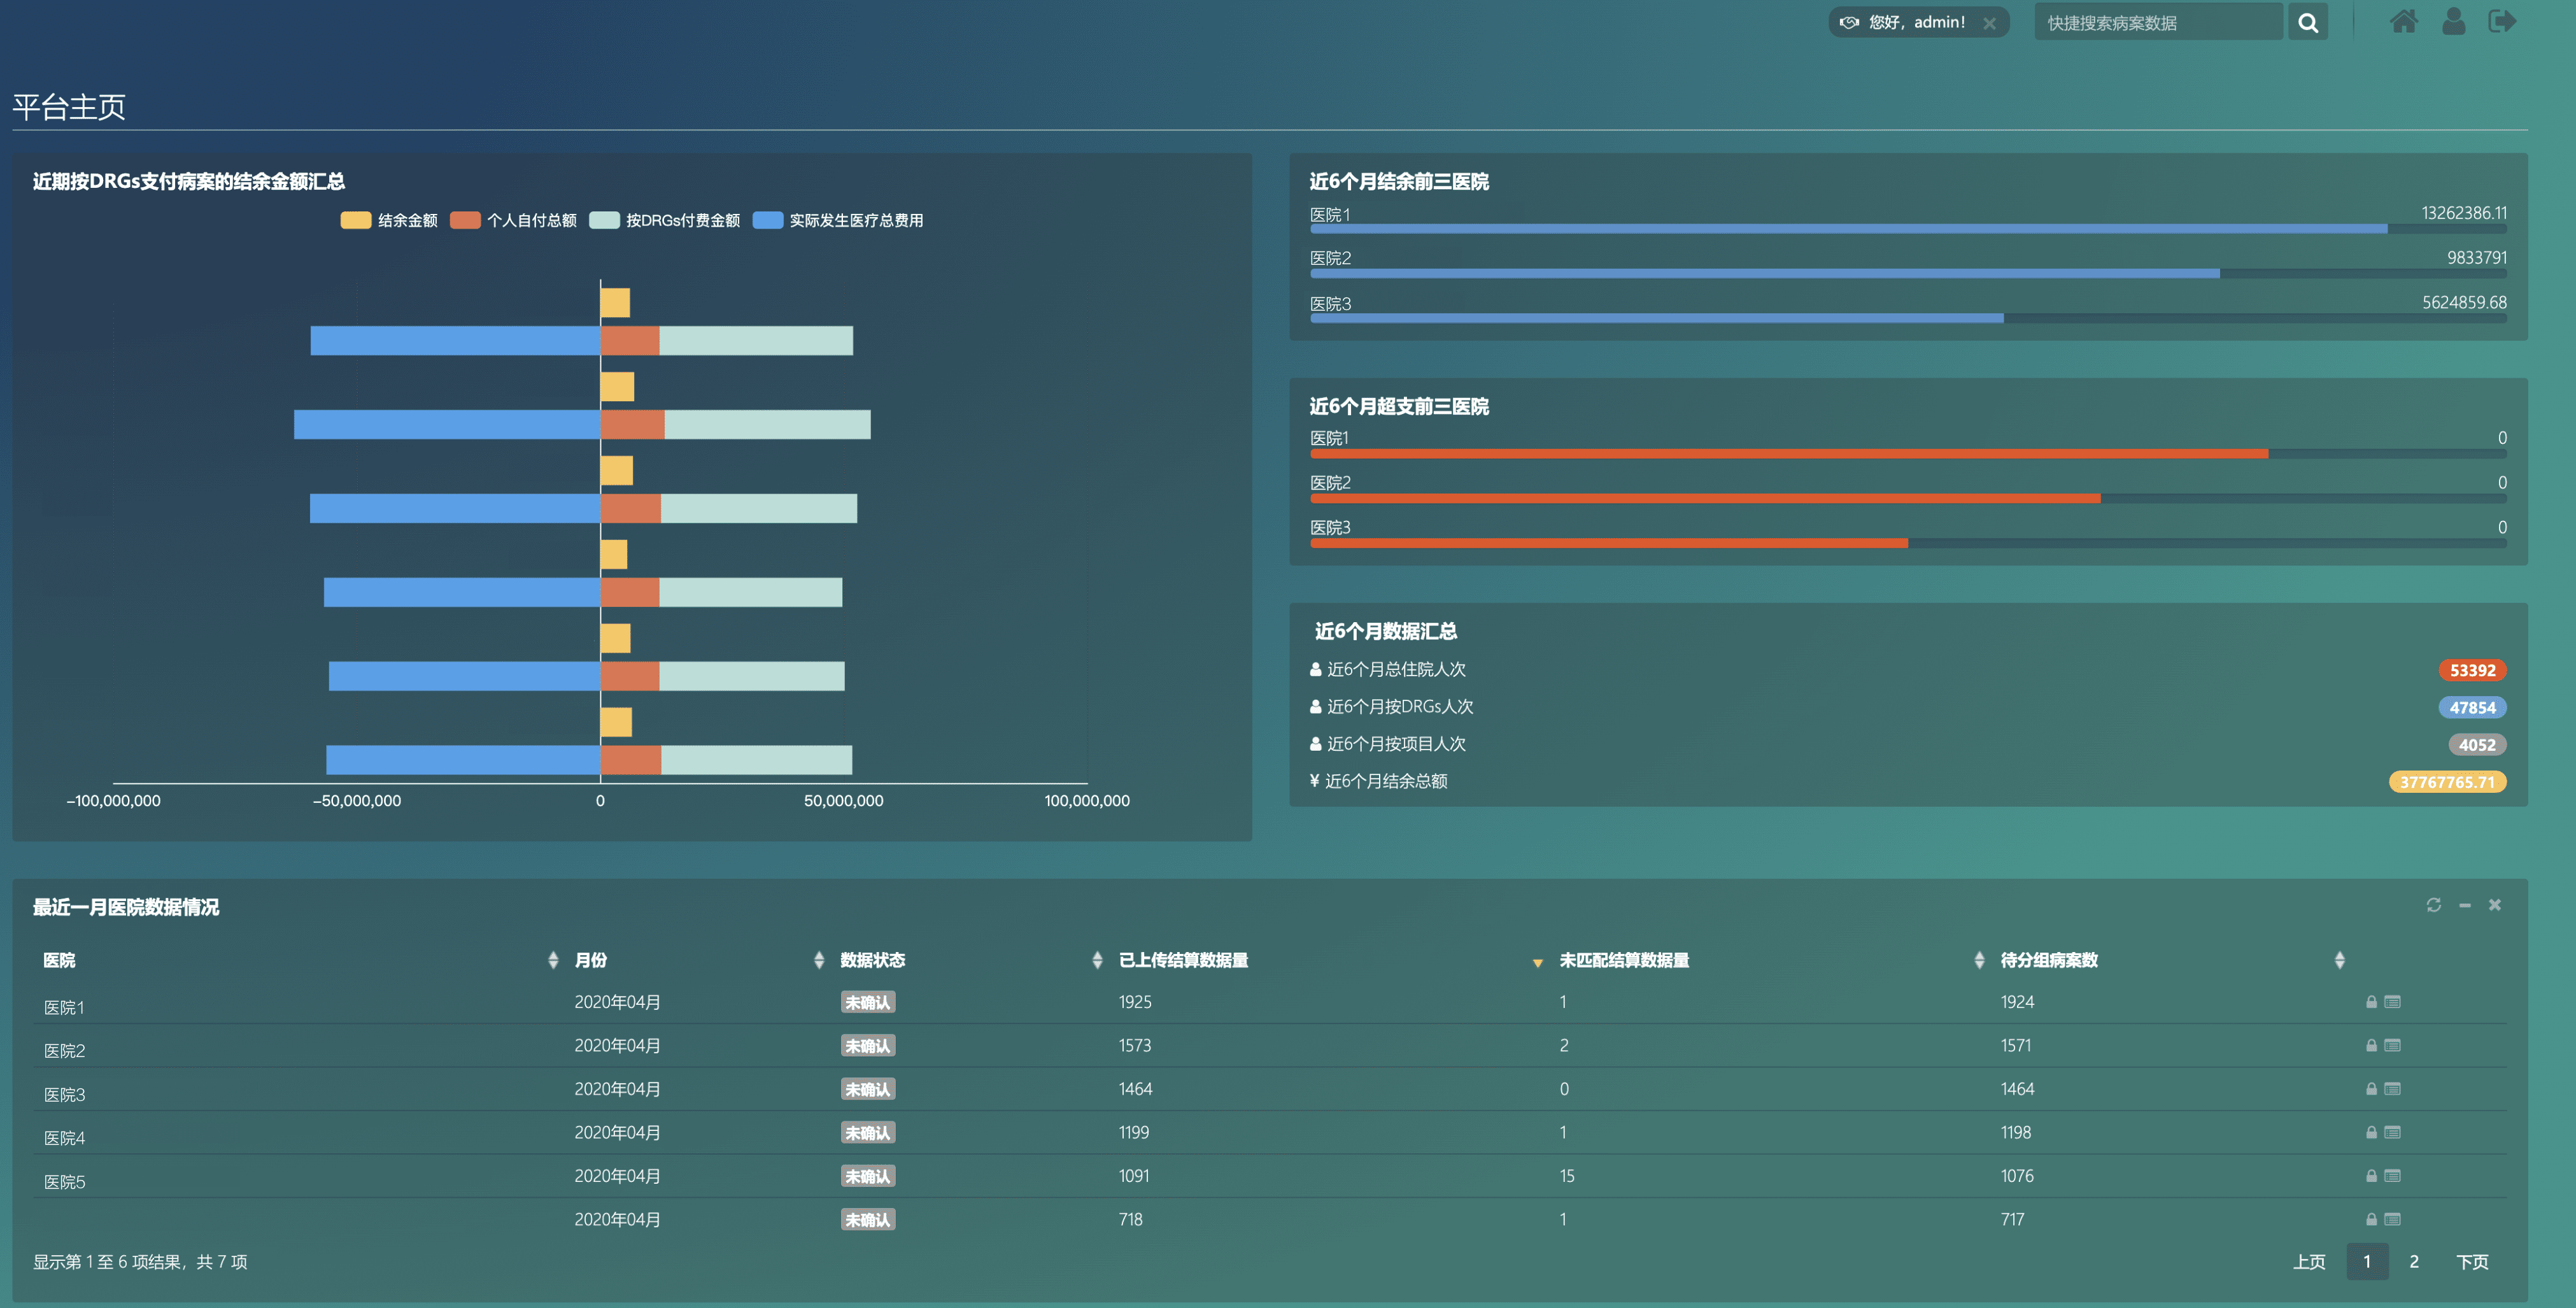 您好，admin！
快捷搜索病案数据
平台主页
近期按DRGs支付病案的结余金额汇总
结余金额 个人自付总额 按DRGs付费金额 实际发生医疗总费用
−100,000,000 −50,000,000 0 50,000,000 100,000,000
近6个月结余前三医院
医院1 13262386.11
医院2 9833791
医院3 5624859.68
近6个月超支前三医院
医院1 0
医院2 0
医院3 0
近6个月数据汇总
近6个月总住院人次 53392
近6个月按DRGs人次 47854
近6个月按项目人次 4052
¥ 近6个月结余总额 37767765.71
最近一月医院数据情况
医院 月份 数据状态 已上传结算数据量 未匹配结算数据量 待分组病案数
医院1 2020年04月 未确认 1925 1 1924
医院2 2020年04月 未确认 1573 2 1571
医院3 2020年04月 未确认 1464 0 1464
医院4 2020年04月 未确认 1199 1 1198
医院5 2020年04月 未确认 1091 15 1076
2020年04月 未确认 718 1 717
显示第 1 至 6 项结果，共 7 项
上页 1 2 下页